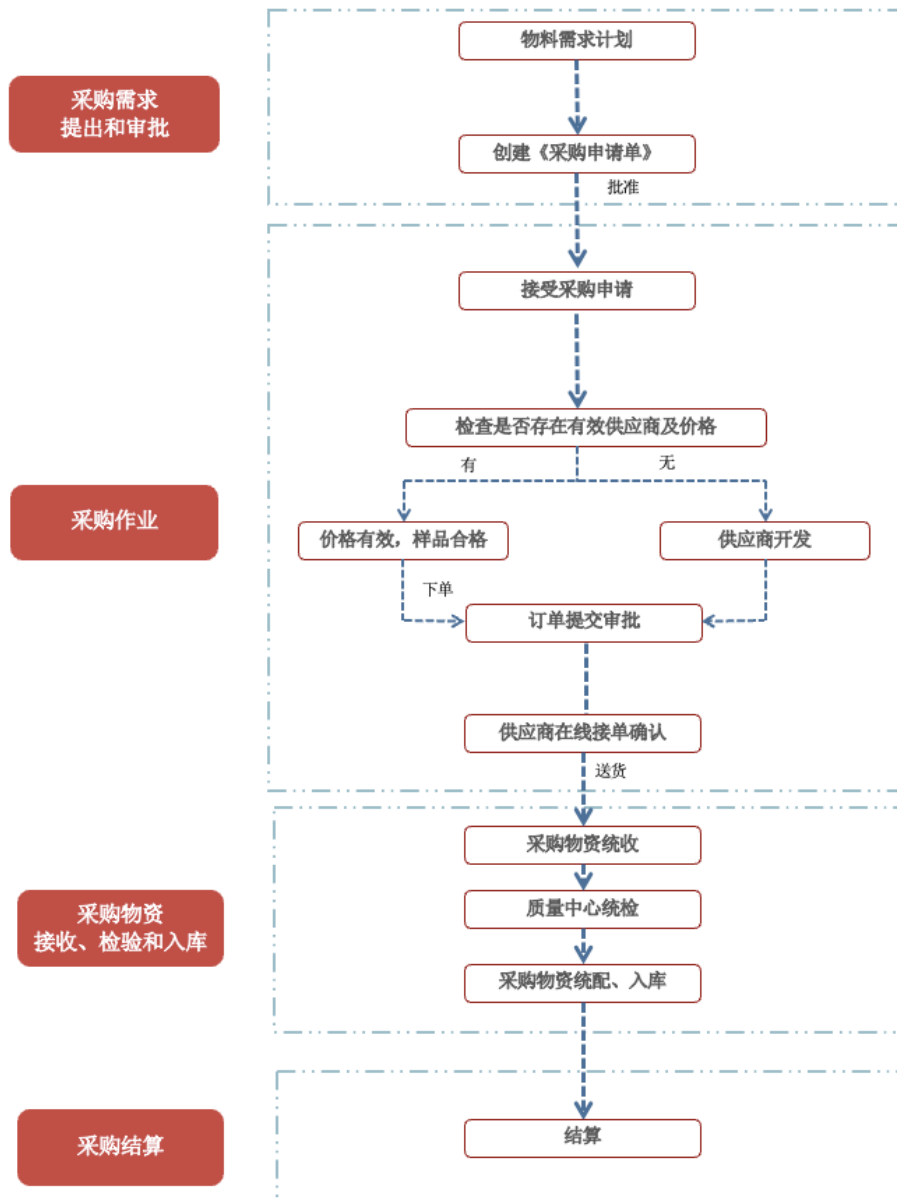 物料需求计划
采购需求
提出和审批
创建《采购申请单》
批准
接受采购申请
检查是否存在有效供应商及价格
有
无
采购作业
价格有效，样品合格
供应商开发
下单
订单提交审批
供应商在线接单确认
送货
采购物资统收
采购物资
接收、检验和入库
质量中心统检
采购物资统配、入库
采购结算
结算